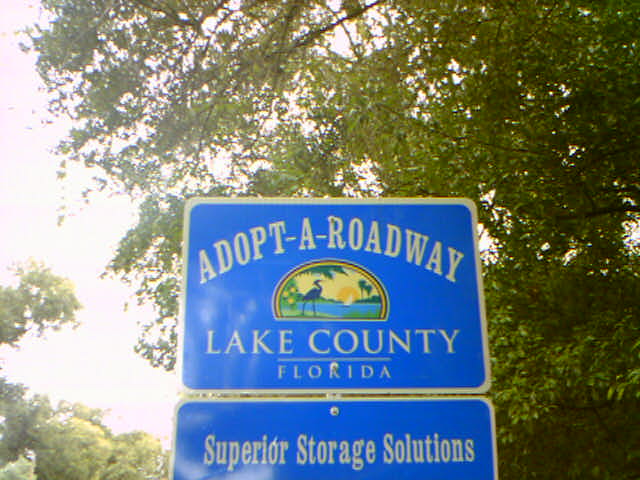 ADOPT-A-ROADWAY
LAKE COUNTY
FLORIDA
Superior Storage Solutions